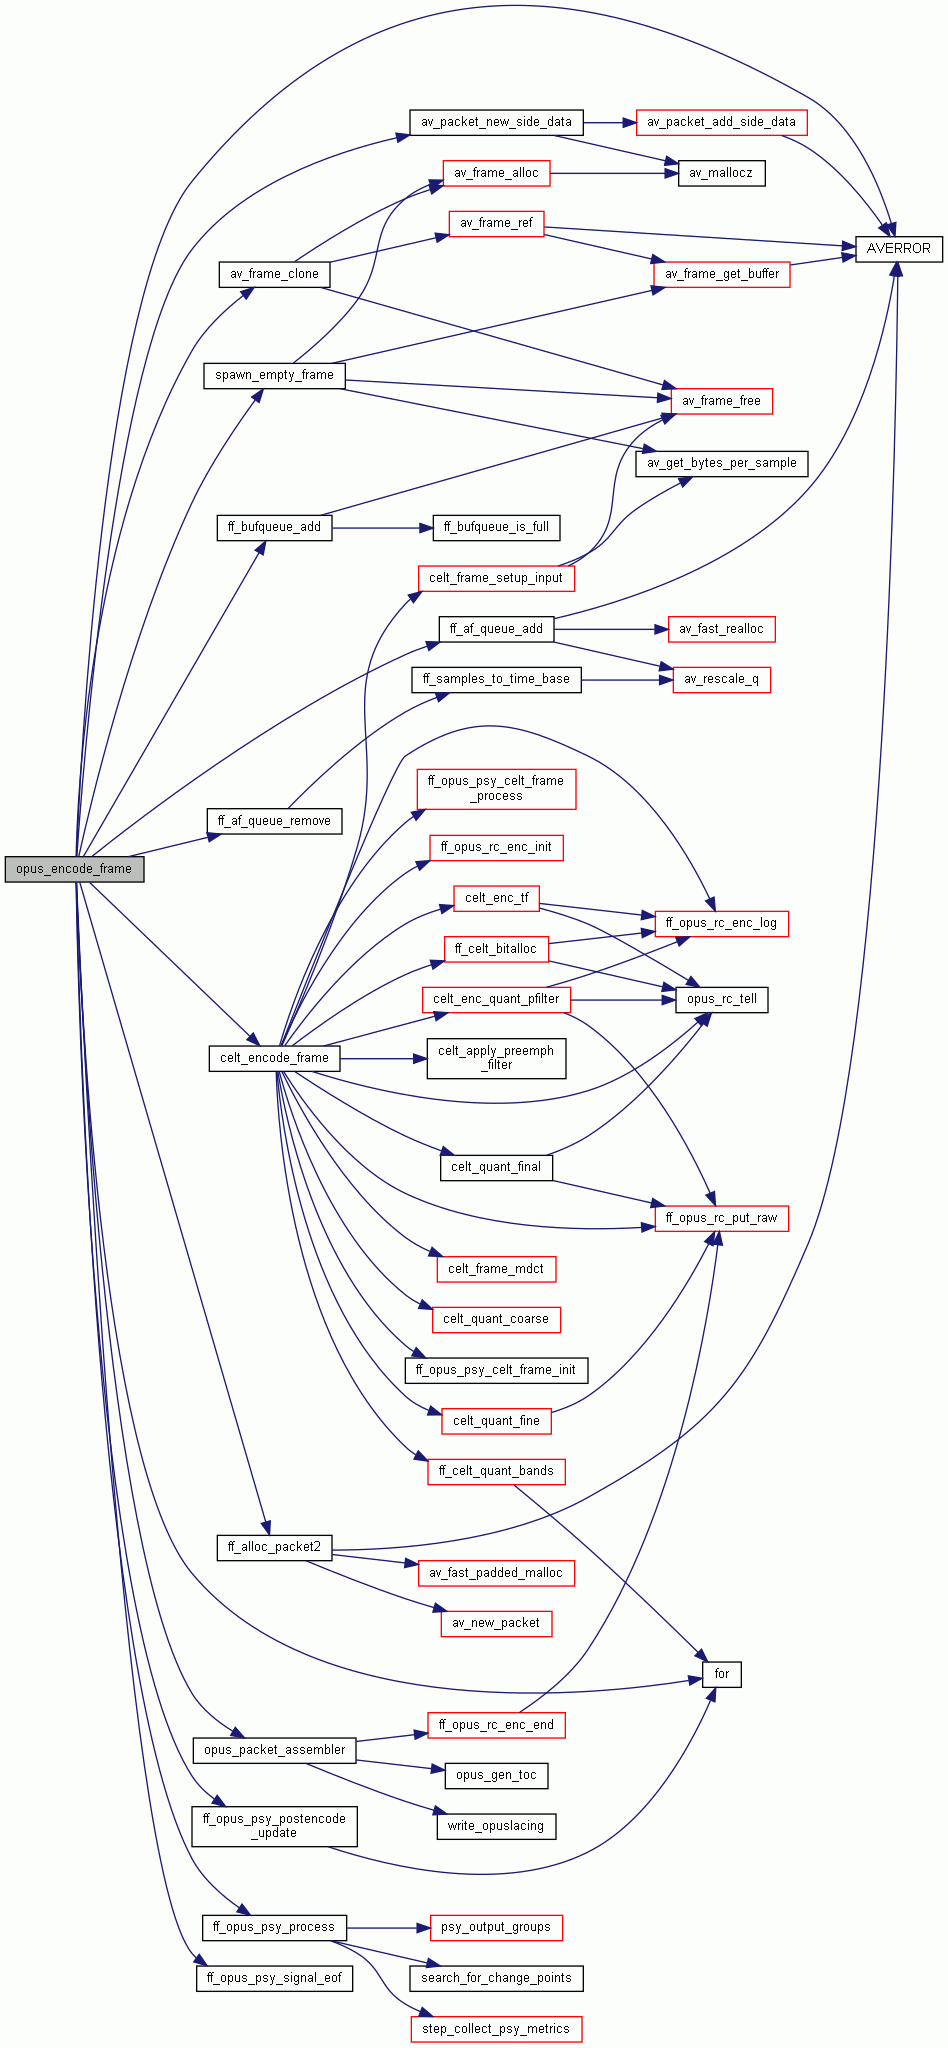 av_packet_new_side_data
av_packet_add_side_data
av_frame_alloc
av_mallocz
av_frame_ref
AVERROR
av_frame_clone
av_frame_get_buffer
spawn_empty_frame
av_frame_free
av_get_bytes_per_sample
ff_bufqueue_add
ff_bufqueue_is_full
celt_frame_setup_input
ff_af_queue_add
av_fast_realloc
ff_samples_to_time_base
av_rescale_q
ff_opus_psy_celt_frame
_process
ff_af_queue_remove
ff_opus_rc_enc_init
opus_encode_frame
celt_enc_tf
ff_opus_rc_enc_log
ff_celt_bitalloc
celt_enc_quant_pfilter
opus_rc_tell
celt_encode_frame
celt_apply_preemph
_filter
celt_quant_final
ff_opus_rc_put_raw
celt_frame_mdct
celt_quant_coarse
ff_opus_psy_celt_frame_init
celt_quant_fine
ff_celt_quant_bands
ff_alloc_packet2
av_fast_padded_malloc
av_new_packet
for
ff_opus_rc_enc_end
opus_packet_assembler
opus_gen_toc
ff_opus_psy_postencode
_update
write_opuslacing
ff_opus_psy_process
psy_output_groups
ff_opus_psy_signal_eof
search_for_change_points
step_collect_psy_metrics